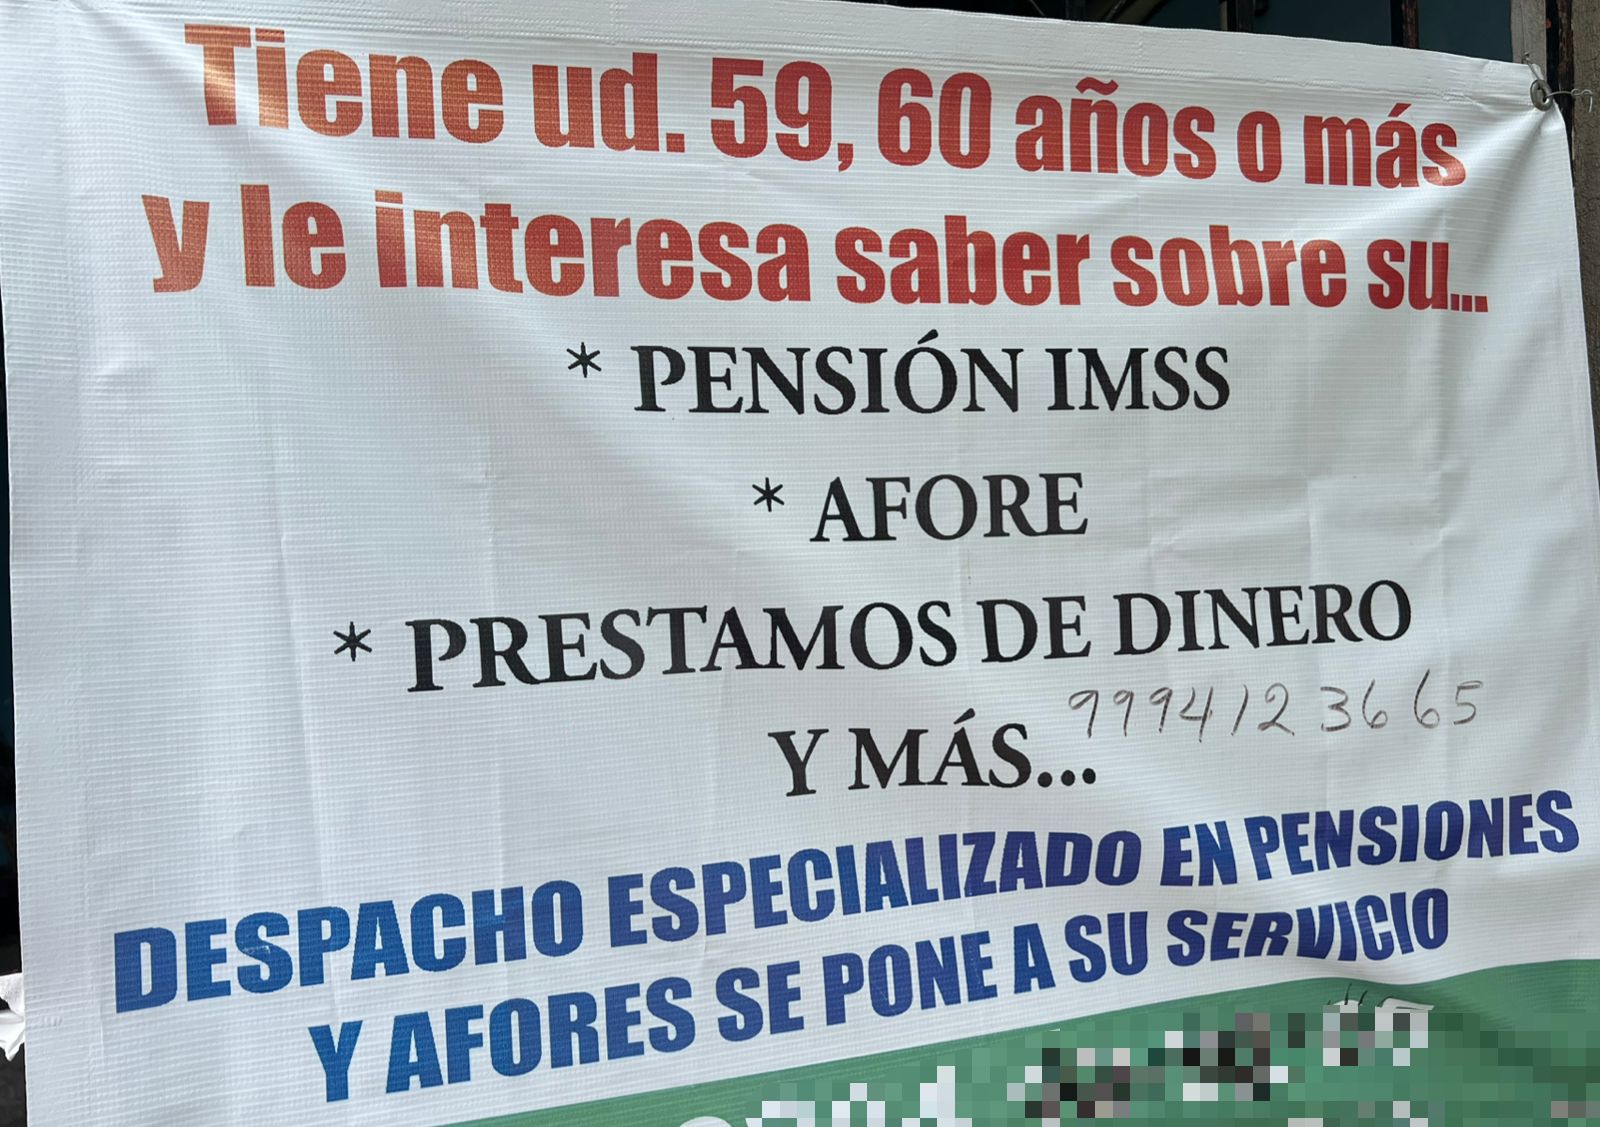 Tiene ud. 59, 60 años o más
y le interesa saber sobre su...
* PENSIÓN IMSS
* AFORE
* PRESTAMOS DE DINERO
9994123665
Y MÁS...
DESPACHO ESPECIALIZADO EN PENSIONES
Y AFORES SE PONE A SU SERVICIO